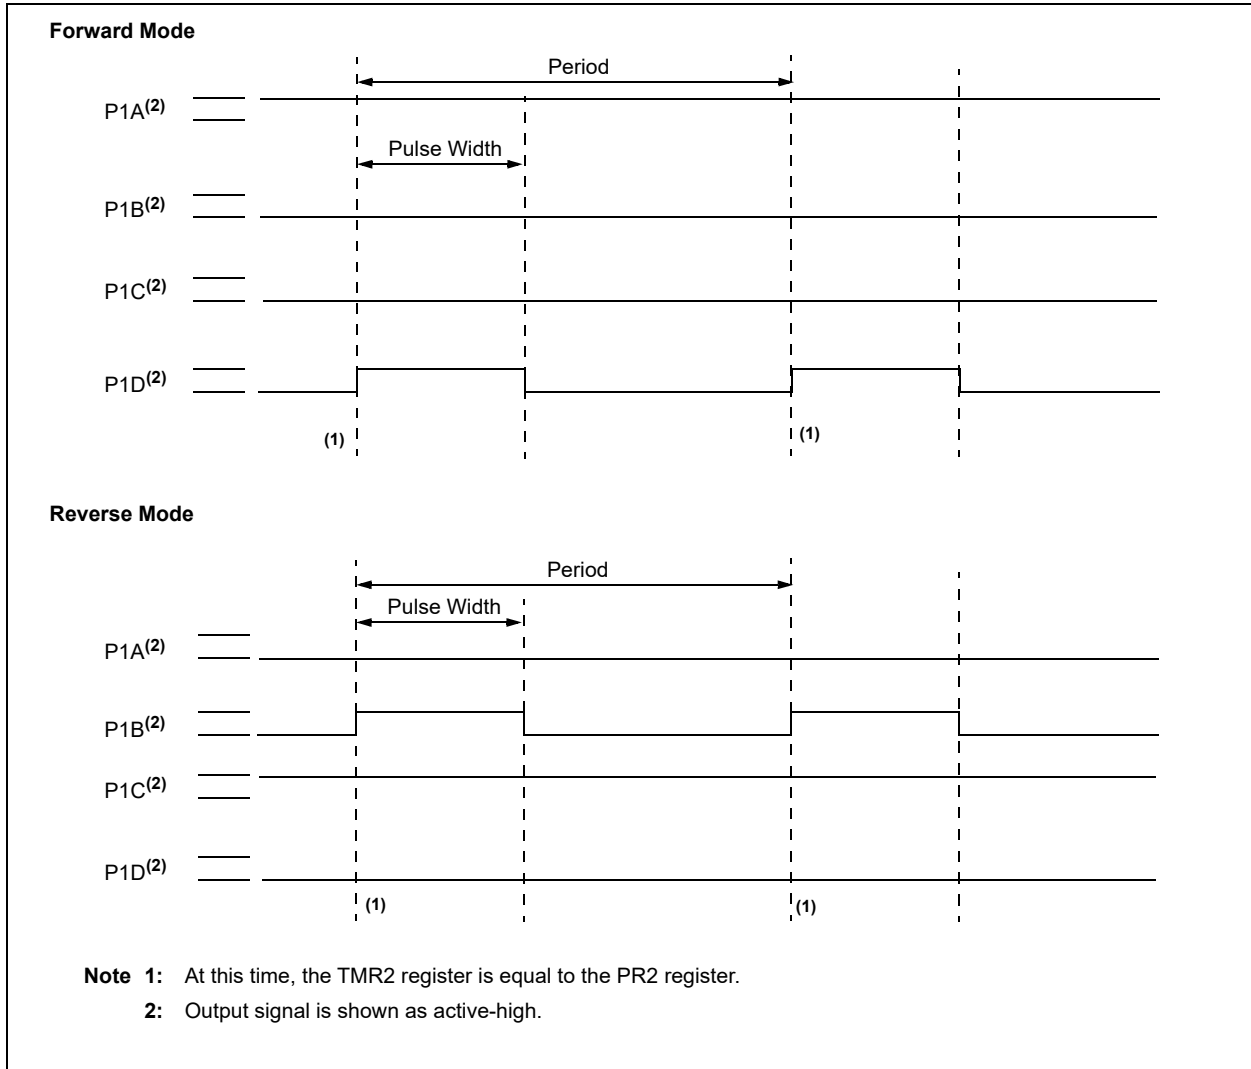 Forward Mode
Period
P1A(2)
Pulse Width
P1B(2)
P1C(2)
P1D(2)
(1)
(1)
Reverse Mode
Period
Pulse Width
P1A(2)
P1B(2)
P1C(2)
P1D(2)
(1)
(1)
Note 1: At this time, the TMR2 register is equal to the PR2 register.
2: Output signal is shown as active-high.